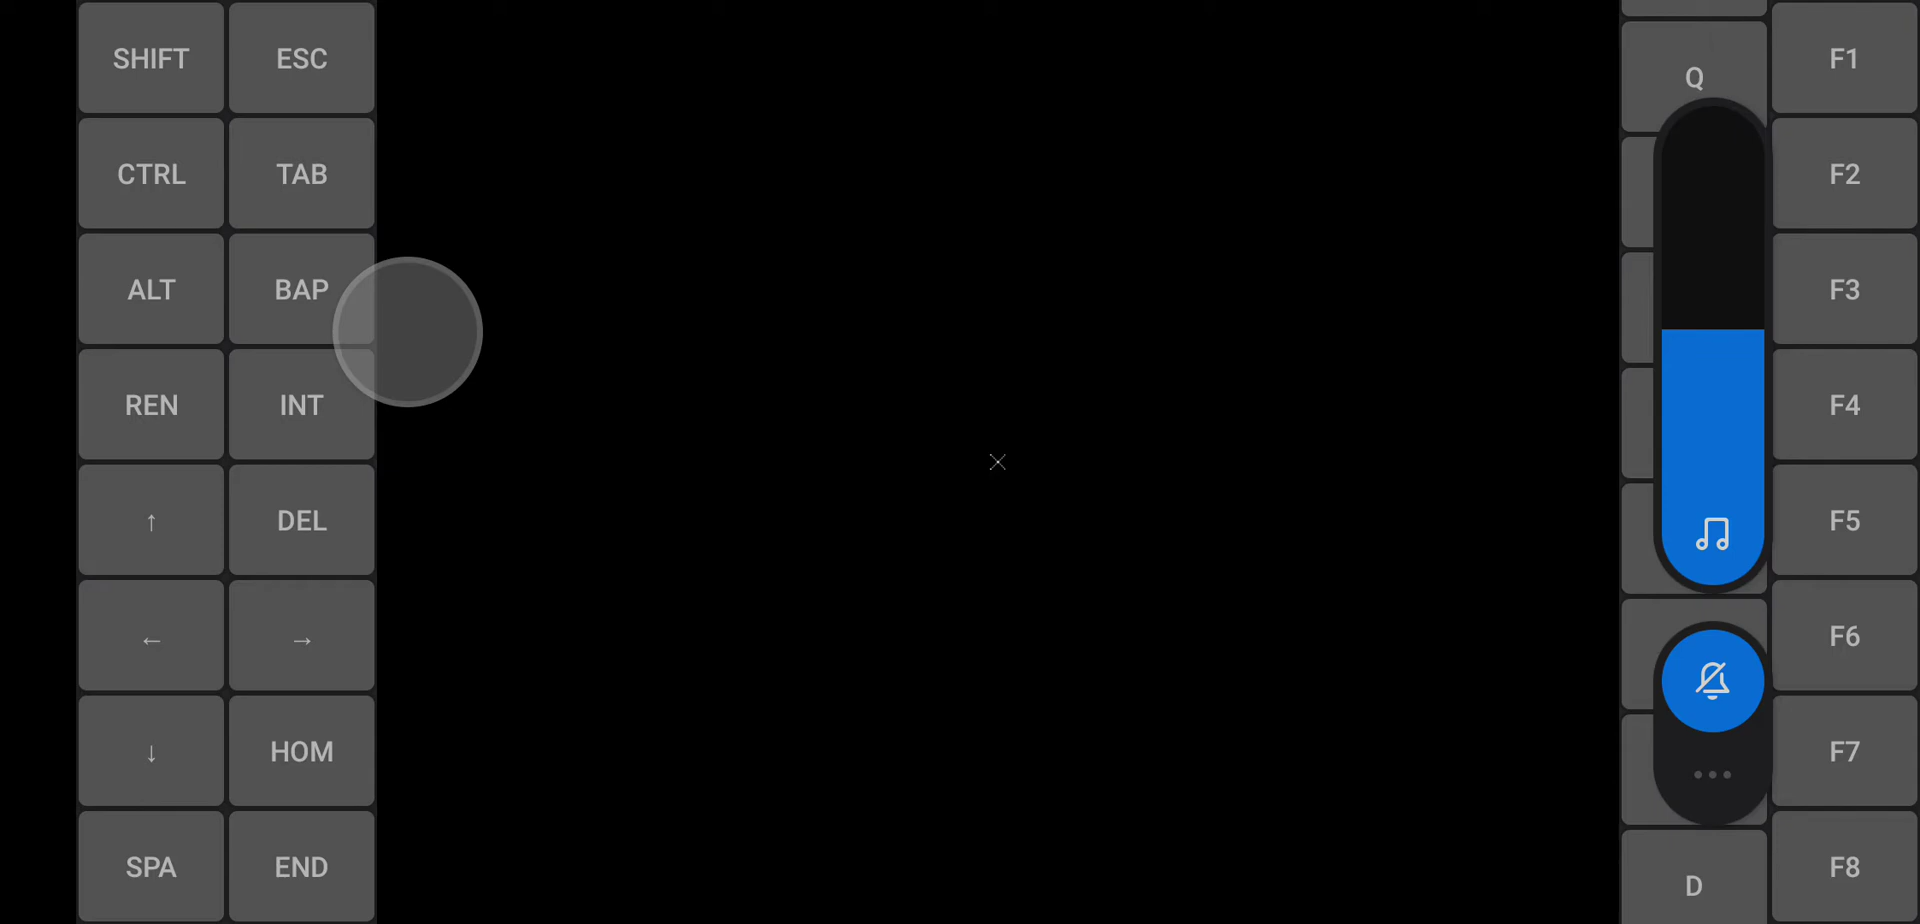 SHIFT ESC
CTRL TAB
ALT BAP
REN INT
↑ DEL
← →
↓ HOM
SPA END
Q F1
F2
F3
F4
F5
F6
F7
D F8